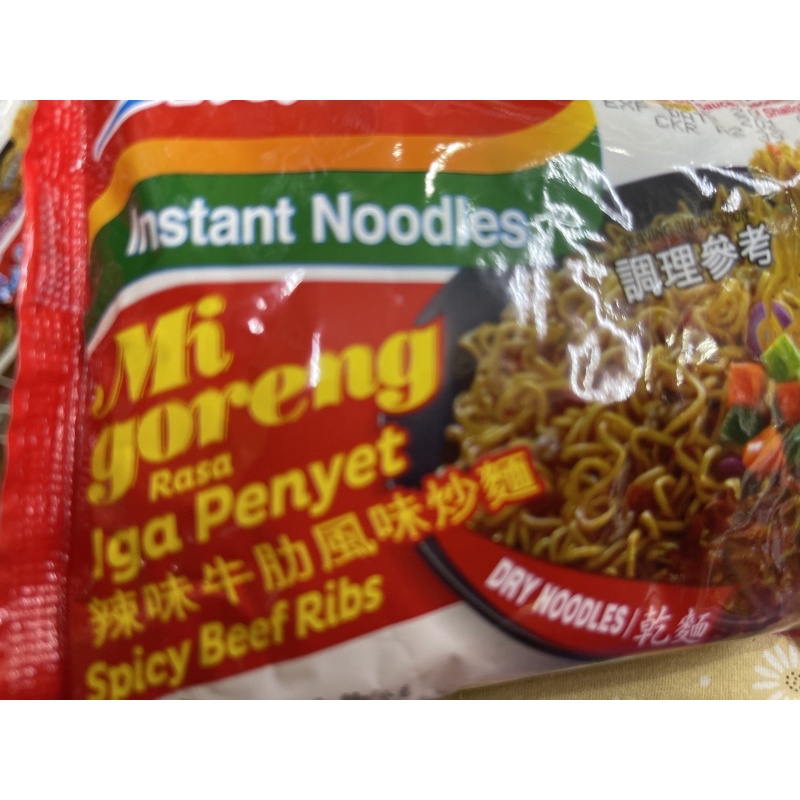 Instant Noodles
調理參考
Mi
goreng
Rasa
Iga Penyet
辣味牛肋風味炒麵
Spicy Beef Ribs
DRY NOODLES/乾麵